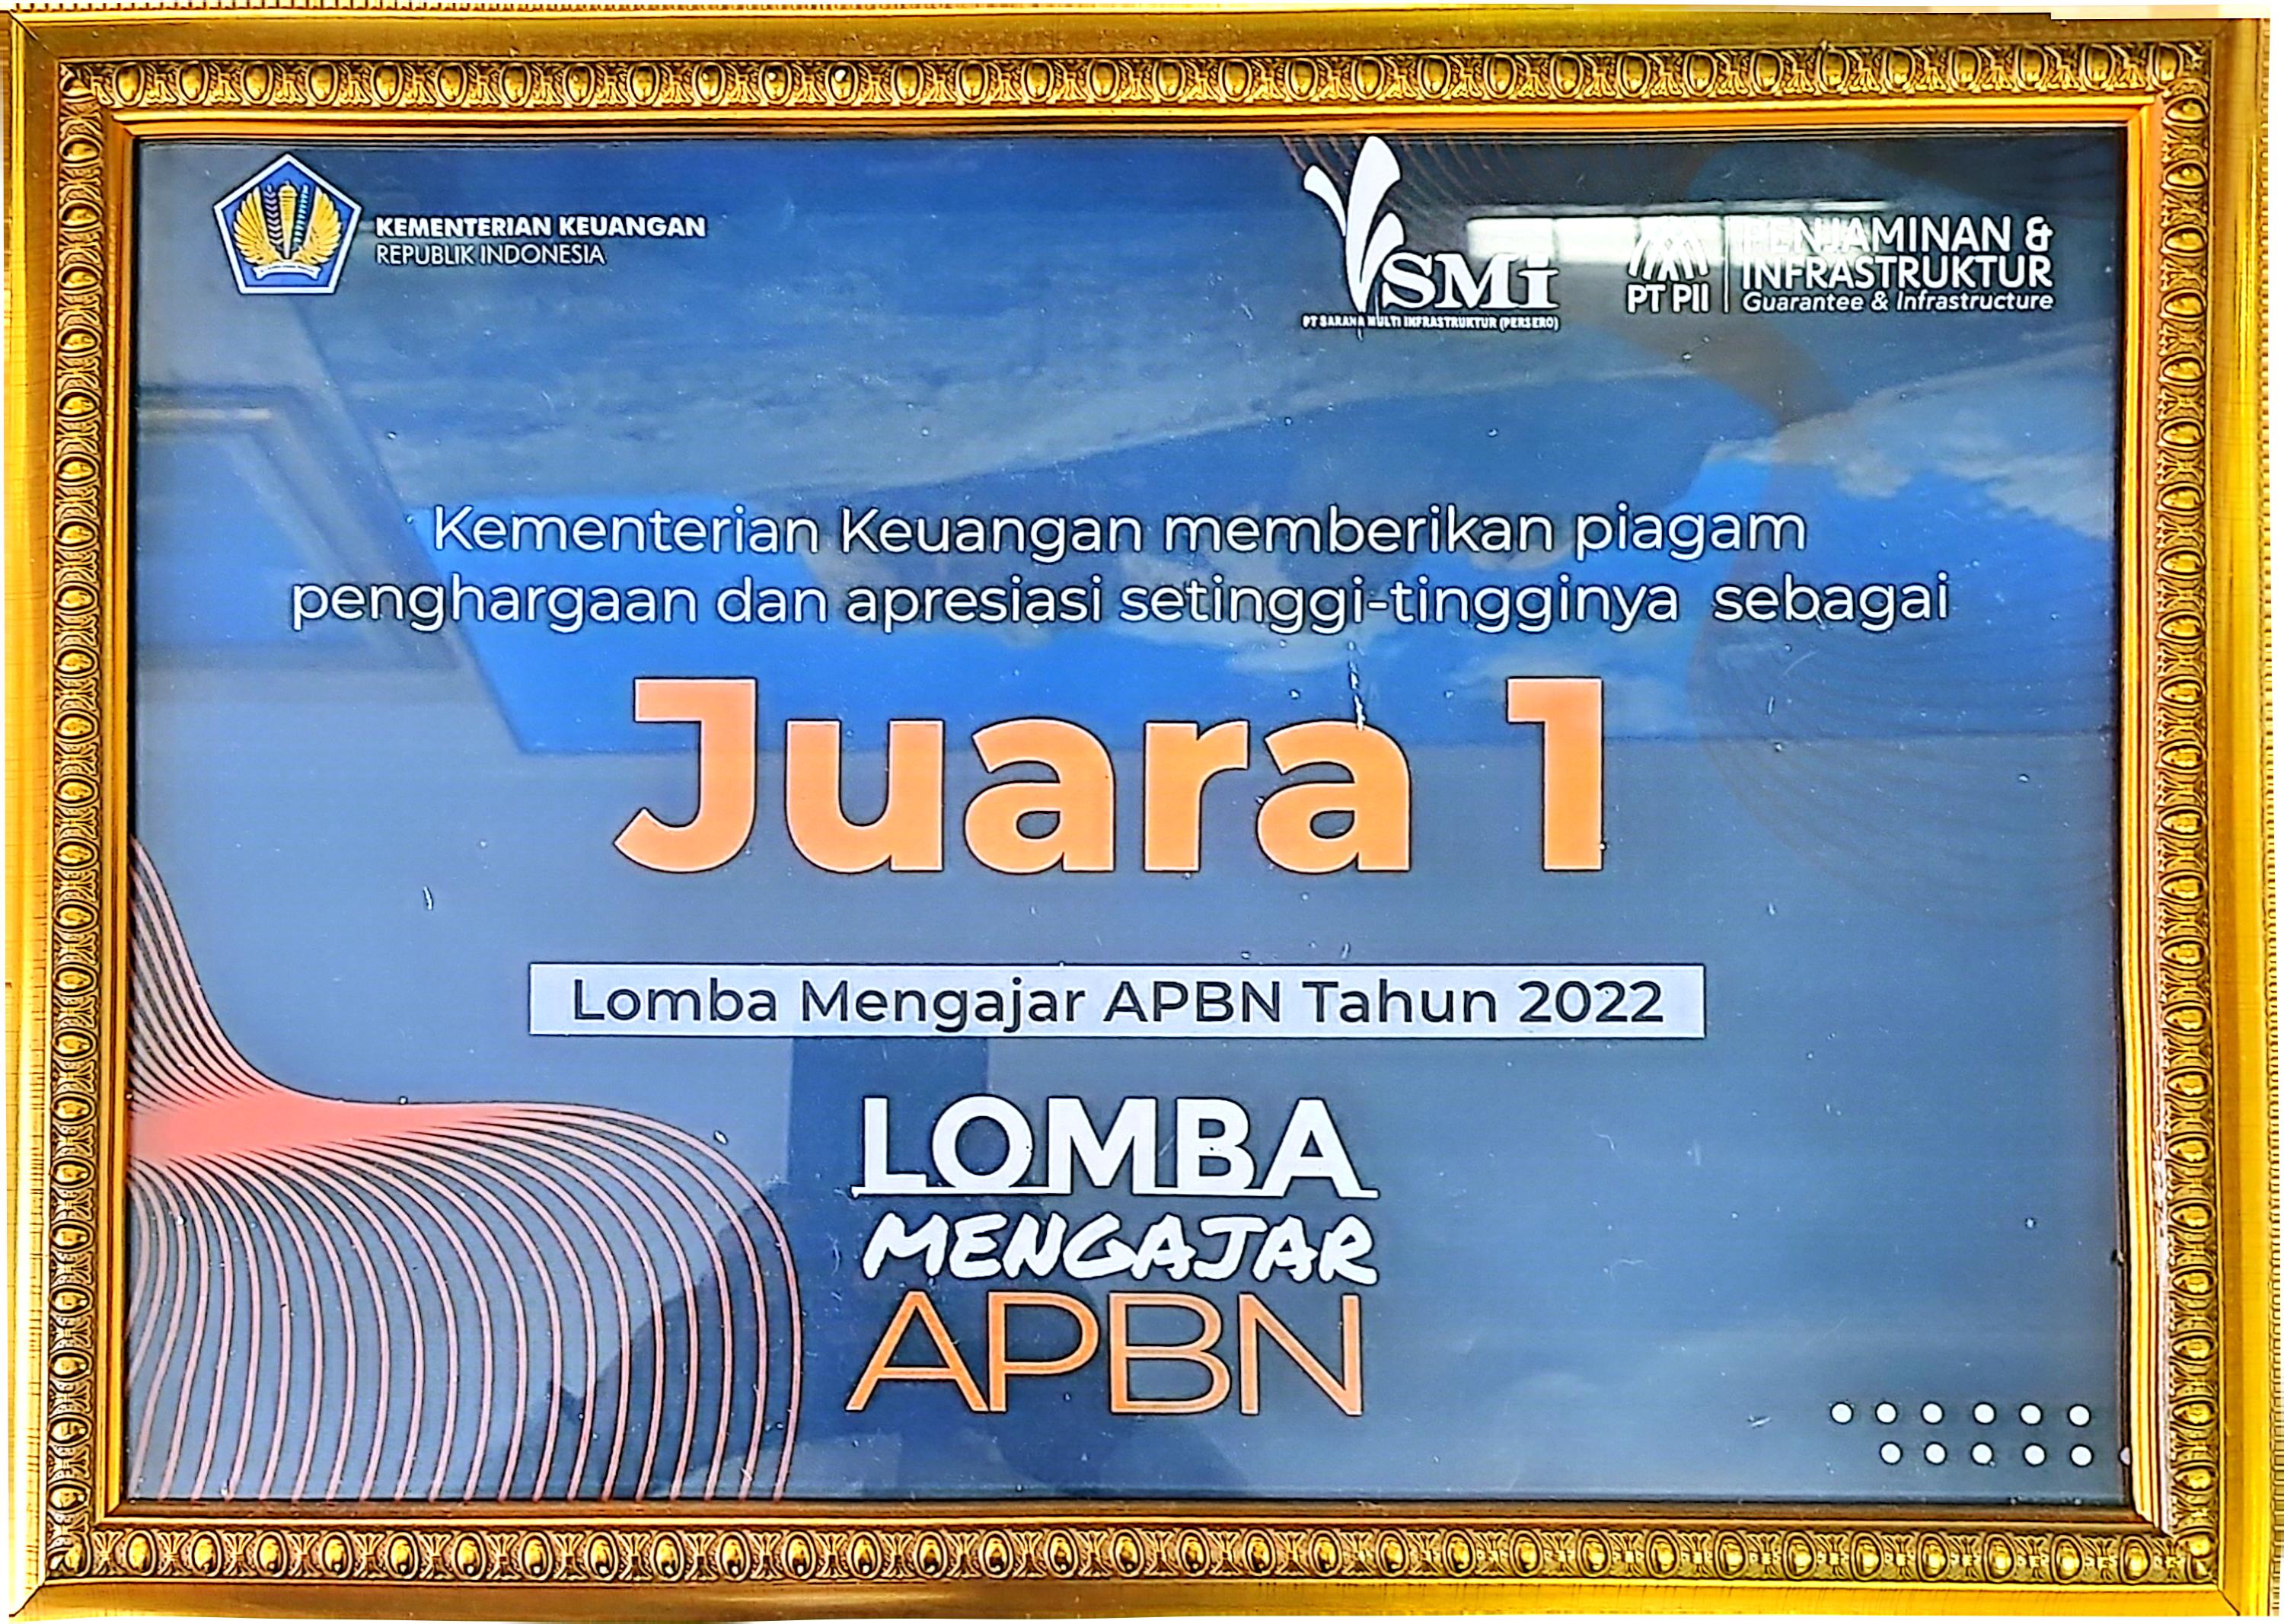 KEMENTERIAN KEUANGAN
REPUBLIK INDONESIA
SMI
PT SARANA MULTI INFRASTRUKTUR (PERSERO)
PT PII
PENJAMINAN &
INFRASTRUKTUR
Guarantee & Infrastructure
Kementerian Keuangan memberikan piagam
penghargaan dan apresiasi setinggi-tingginya sebagai
Juara 1
Lomba Mengajar APBN Tahun 2022
LOMBA
MENGAJAR
APBN